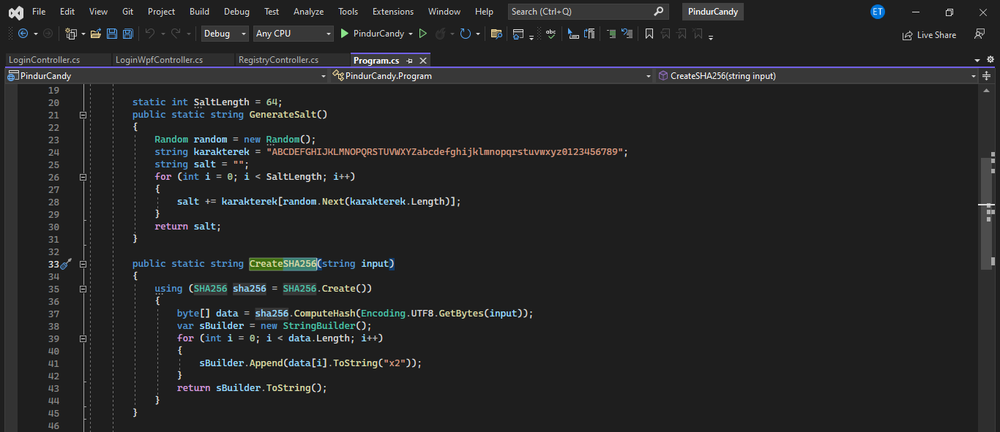 File Edit View Git Project Build Debug Test Analyze Tools Extensions Window Help Search (Ctrl+Q) PindurCandy ET
Debug Any CPU PindurCandy abc Live Share
LoginController.cs LoginWpfController.cs RegistryController.cs Program.cs
PindurCandy PindurCandy.Program CreateSHA256(string input)
19
20 static int SaltLength = 64;
21 public static string GenerateSalt()
22 {
23 Random random = new Random();
24 string karakterek = "ABCDEFGHIJKLMNOPQRSTUVWXYZabcdefghijklmnopqrstuvwxyz0123456789";
25 string salt = "";
26 for (int i = 0; i < SaltLength; i++)
27 {
28 salt += karakterek[random.Next(karakterek.Length)];
29 }
30 return salt;
31 }
32
33 public static string CreateSHA256(string input)
34 {
35 using (SHA256 sha256 = SHA256.Create())
36 {
37 byte[] data = sha256.ComputeHash(Encoding.UTF8.GetBytes(input));
38 var sBuilder = new StringBuilder();
39 for (int i = 0; i < data.Length; i++)
40 {
41 sBuilder.Append(data[i].ToString("x2"));
42 }
43 return sBuilder.ToString();
44 }
45 }
46